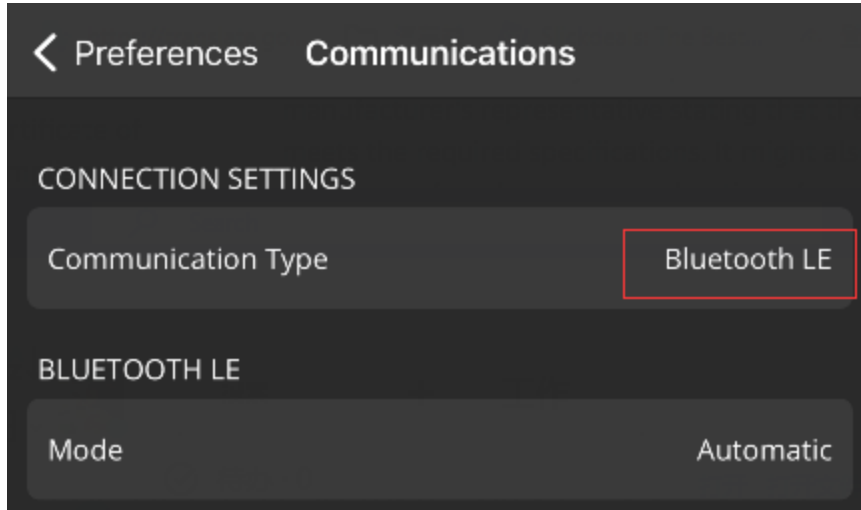 Preferences Communications
CONNECTION SETTINGS
Communication Type Bluetooth LE
BLUETOOTH LE
Mode Automatic